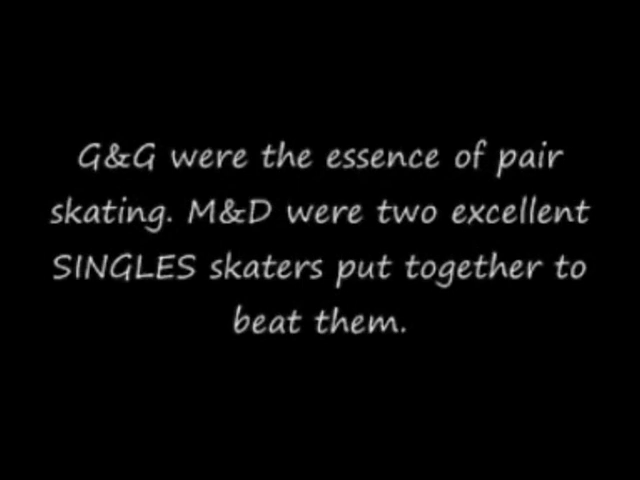 G&G were the essence of pair
skating. M&D were two excellent
SINGLES skaters put together to
beat them.